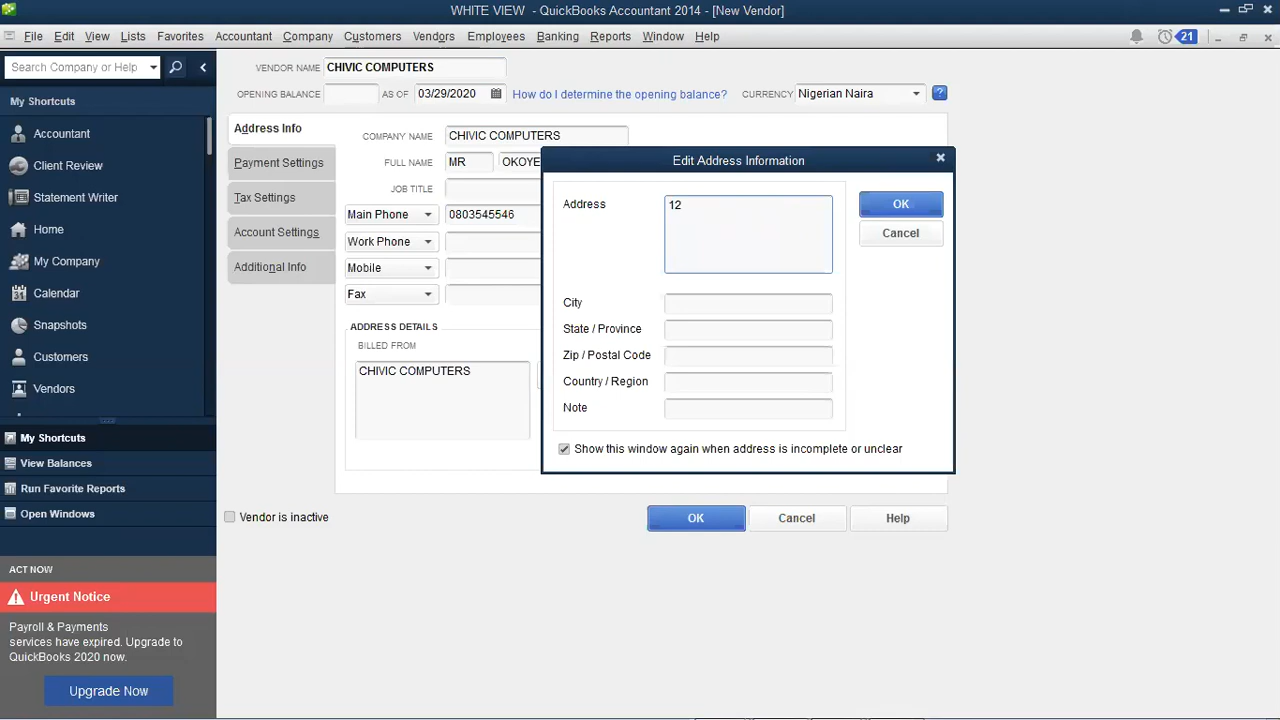 WHITE VIEW - QuickBooks Accountant 2014 - [New Vendor]
File Edit View Lists Favorites Accountant Company Customers Vendors Employees Banking Reports Window Help 21
Search Company or Help
My Shortcuts
Accountant
Client Review
Statement Writer
Home
My Company
Calendar
Snapshots
Customers
Vendors
My Shortcuts
View Balances
Run Favorite Reports
Open Windows
ACT NOW
Urgent Notice
Payroll & Payments
services have expired. Upgrade to
QuickBooks 2020 now.
Upgrade Now
VENDOR NAME CHIVIC COMPUTERS
OPENING BALANCE AS OF 03/29/2020 How do I determine the opening balance? CURRENCY Nigerian Naira ?
Address Info
Payment Settings
Tax Settings
Account Settings
Additional Info
COMPANY NAME CHIVIC COMPUTERS
FULL NAME MR OKOYE
JOB TITLE
Main Phone 0803545546
Work Phone
Mobile
Fax
ADDRESS DETAILS
BILLED FROM
CHIVIC COMPUTERS
Edit Address Information
Address 12
OK
Cancel
City
State / Province
Zip / Postal Code
Country / Region
Note
Show this window again when address is incomplete or unclear
Vendor is inactive
OK Cancel Help